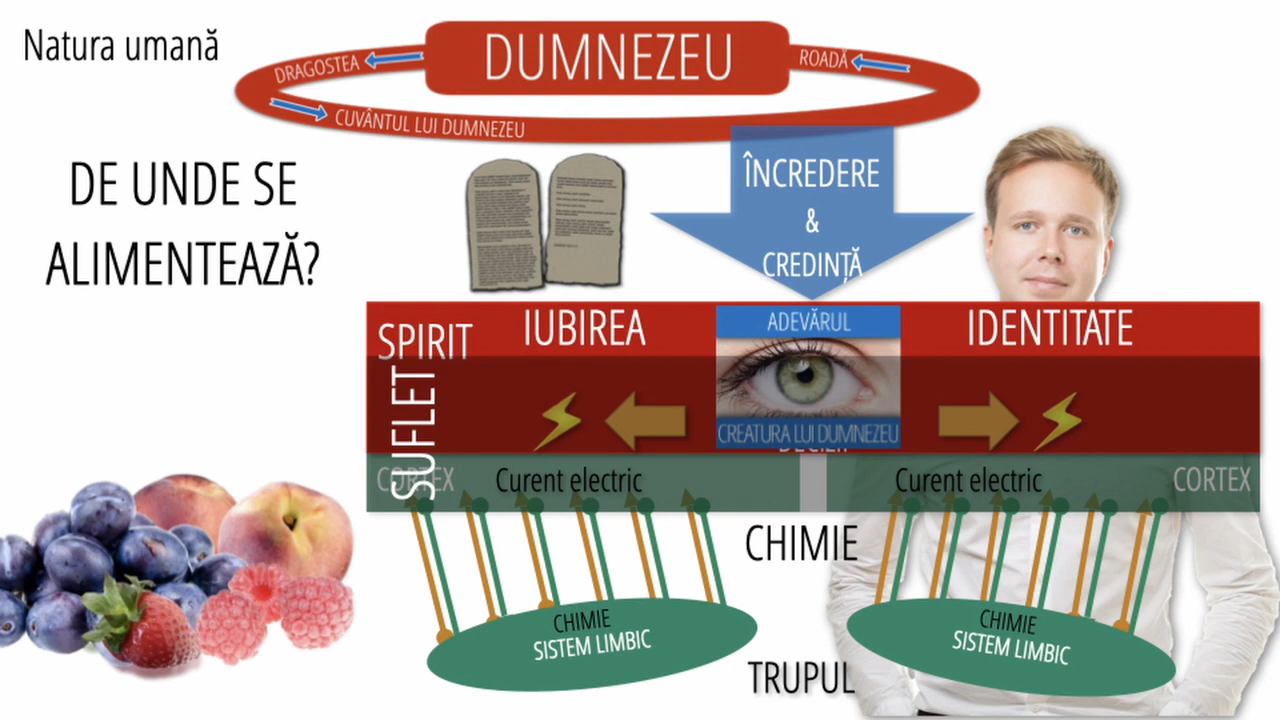 Natura umană
DUMNEZEU
DRAGOSTEA
ROADĂ
CUVÂNTUL LUI DUMNEZEU
DE UNDE SE
ALIMENTEAZĂ?
ÎNCREDERE
&
CREDINȚĂ
SPIRIT
IUBIREA
ADEVĂRUL
IDENTITATE
SUFLET
CREATURA LUI DUMNEZEU
CORTEX
Curent electric
Curent electric
CORTEX
CHIMIE
CHIMIE
SISTEM LIMBIC
CHIMIE
SISTEM LIMBIC
TRUPUL